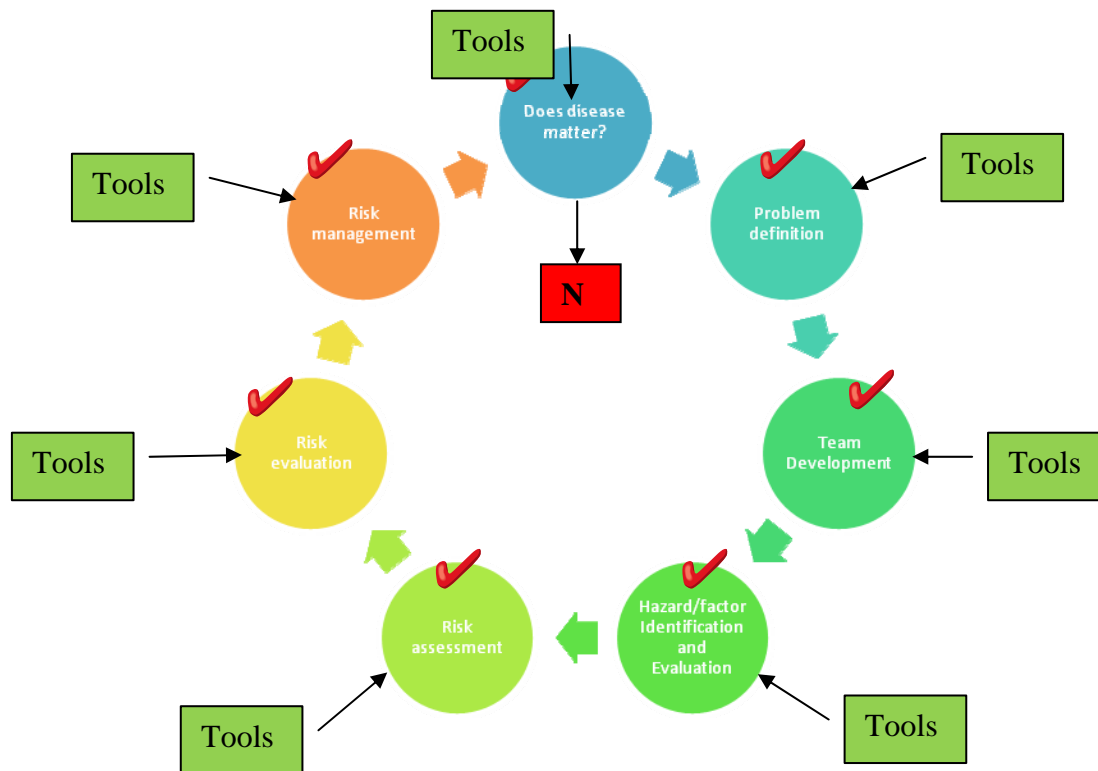 Tools
Does disease
matter?
Tools
Problem
definition
Tools
Team
Development
Tools
Hazard/factor
Identification
and
Evaluation
Tools
Risk
assessment
Tools
Risk
evaluation
Tools
Risk
management
N